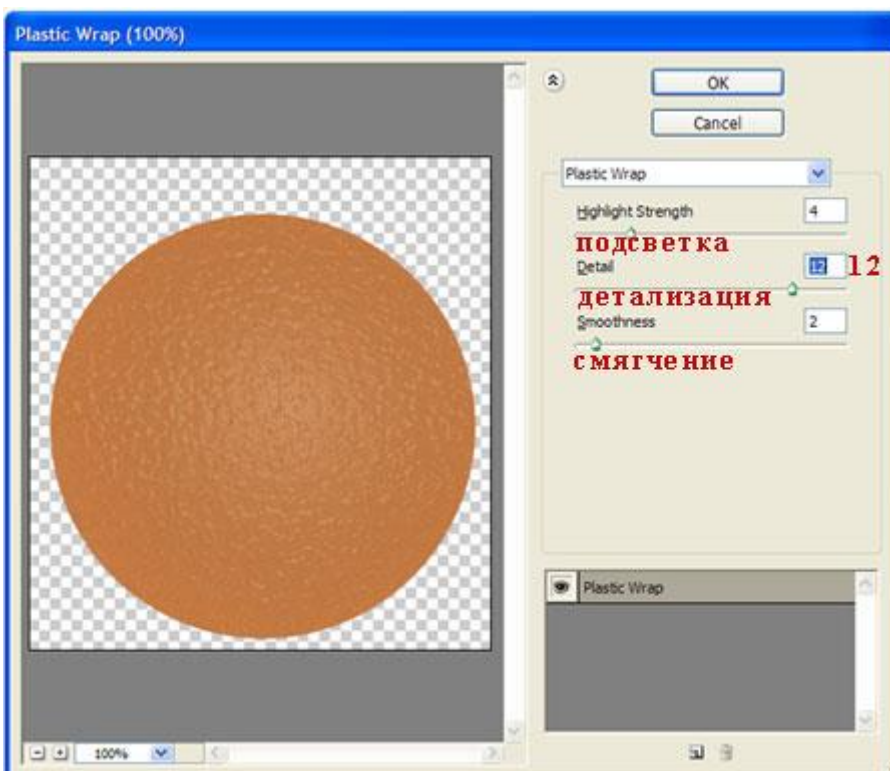 Plastic Wrap (100%)
OK
Cancel
Plastic Wrap
Highlight Strength 4
подсветка
Detail 12 12
детализация
Smoothness 2
смягчение
Plastic Wrap
100%